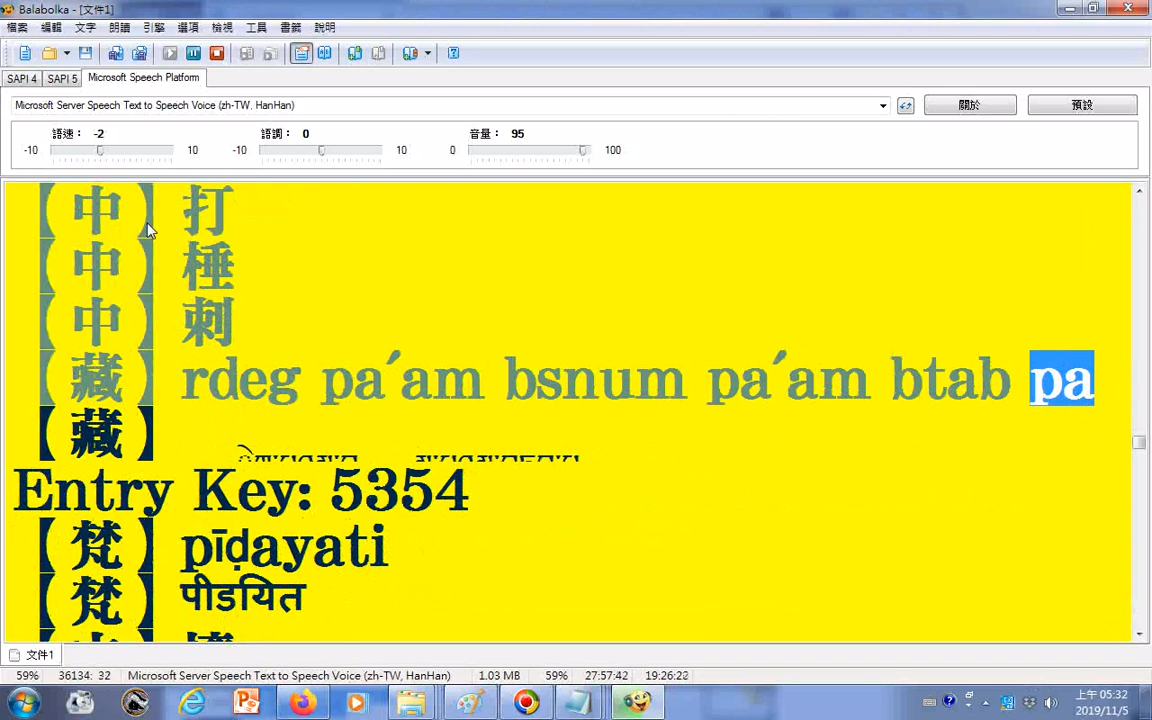 Balabolka - [文件1]
檔案 編輯 文字 朗讀 引擎 選項 檢視 工具 書籤 說明
SAPI 4 SAPI 5 Microsoft Speech Platform
Microsoft Server Speech Text to Speech Voice (zh-TW, HanHan) 關於 預設
語速： -2 語調： 0 音量： 95
-10 10 -10 10 0 100
【中】 打
【中】 棰
【中】 刺
【藏】 rdeg pa´am bsnum pa´am btab pa
【藏】
Entry Key: 5354
【梵】 pīḍayati
【梵】 पीडयित
文件1
59% 36134: 32 Microsoft Server Speech Text to Speech Voice (zh-TW, HanHan) 1.03 MB 59% 27:57:42 19:26:22
上午 05:32
2019/11/5